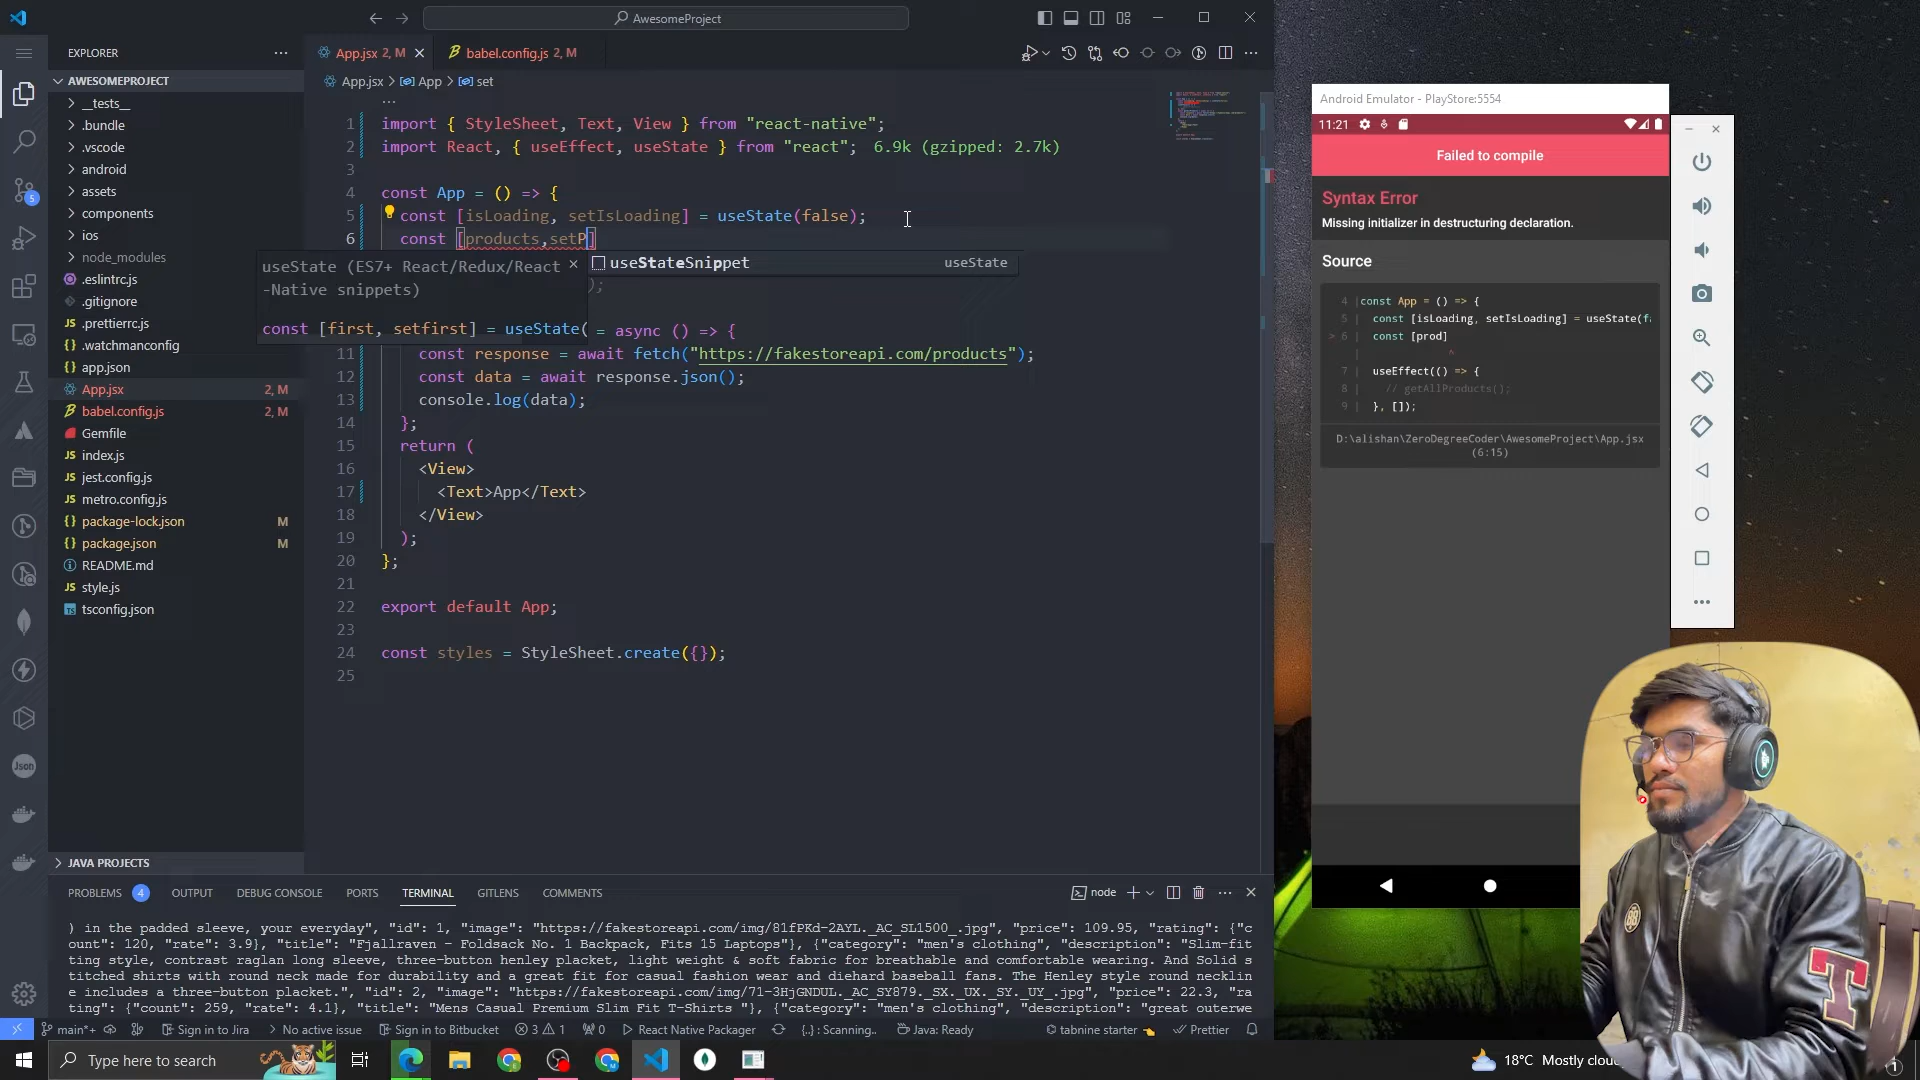 AwesomeProject
EXPLORER
AWESOMEPROJECT
__tests__
.bundle
.vscode
android
assets
components
ios
node_modules
.eslintrc.js
.gitignore
JS .prettierrc.js
{} .watchmanconfig
{} app.json
App.jsx 2, M
babel.config.js 2, M
Gemfile
JS index.js
JS jest.config.js
JS metro.config.js
{} package-lock.json M
{} package.json M
README.md
JS style.js
TS tsconfig.json
JAVA PROJECTS
5
Json
App.jsx 2, M
babel.config.js 2, M
App.jsx > App > set
...
1 import { StyleSheet, Text, View } from "react-native";
2 import React, { useEffect, useState } from "react"; 6.9k (gzipped: 2.7k)
3
4 const App = () => {
5 const [isLoading, setIsLoading] = useState(false);
6 const [products,setP]
useState (ES7+ React/Redux/React
-Native snippets)
const [first, setfirst] = useState(
useStateSnippet useState
);
= async () => {
11 const response = await fetch("https://fakestoreapi.com/products");
12 const data = await response.json();
13 console.log(data);
14 };
15 return (
16 <View>
17 <Text>App</Text>
18 </View>
19 );
20 };
21
22 export default App;
23
24 const styles = StyleSheet.create({});
25
PROBLEMS 4 OUTPUT DEBUG CONSOLE PORTS TERMINAL GITLENS COMMENTS
node
) in the padded sleeve, your everyday", "id": 1, "image": "https://fakestoreapi.com/img/81fPKd-2AYL._AC_SL1500_.jpg", "price": 109.95, "rating": {"c
ount": 120, "rate": 3.9}, "title": "Fjallraven - Foldsack No. 1 Backpack, Fits 15 Laptops"}, {"category": "men's clothing", "description": "Slim-fit
ting style, contrast raglan long sleeve, three-button henley placket, light weight & soft fabric for breathable and comfortable wearing. And Solid s
titched shirts with round neck made for durability and a great fit for casual fashion wear and diehard baseball fans. The Henley style round necklin
e includes a three-button placket.", "id": 2, "image": "https://fakestoreapi.com/img/71-3HjGNDUL._AC_SY879._SX._UX._SY._UY_.jpg", "price": 22.3, "ra
ting": {"count": 259, "rate": 4.1}, "title": "Mens Casual Premium Slim Fit T-Shirts "}, {"category": "men's clothing", "description": "great outerwe
main*+ Sign in to Jira No active issue Sign in to Bitbucket 3 1 0 React Native Packager {..} : Scanning.. Java: Ready tabnine starter Prettier
Type here to search
18°C Mostly clou
1
Android Emulator - PlayStore:5554
11:21
Failed to compile
Syntax Error
Missing initializer in destructuring declaration.
Source
4 |const App = () => {
5 | const [isLoading, setIsLoading] = useState(f
> 6 | const [prod]
| ^
7 | useEffect(() => {
8 | // getAllProducts();
9 | }, []);
D:\alishan\ZeroDegreeCoder\AwesomeProject\App.jsx
(6:15)
T